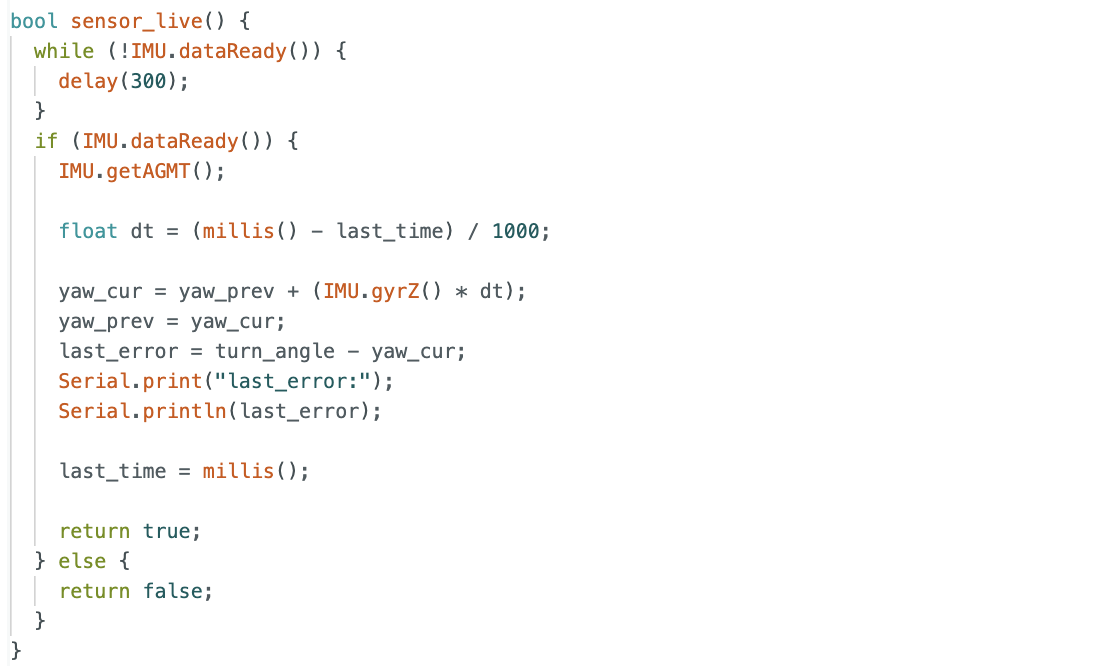 bool sensor_live() {
  while (!IMU.dataReady()) {
    delay(300);
  }
  if (IMU.dataReady()) {
    IMU.getAGMT();

    float dt = (millis() - last_time) / 1000;

    yaw_cur = yaw_prev + (IMU.gyrZ() * dt);
    yaw_prev = yaw_cur;
    last_error = turn_angle - yaw_cur;
    Serial.print("last_error:");
    Serial.println(last_error);

    last_time = millis();

    return true;
  } else {
    return false;
  }
}